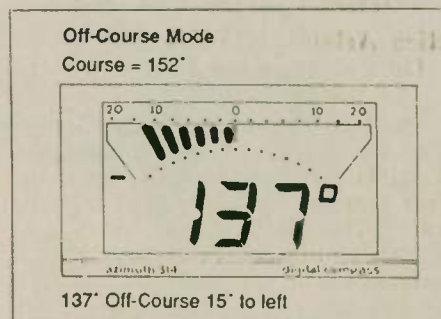 Off-Course Mode
Course = 152°
20 10 0 10 20
137°
azimuth 314 digital compass
137° Off-Course 15° to left